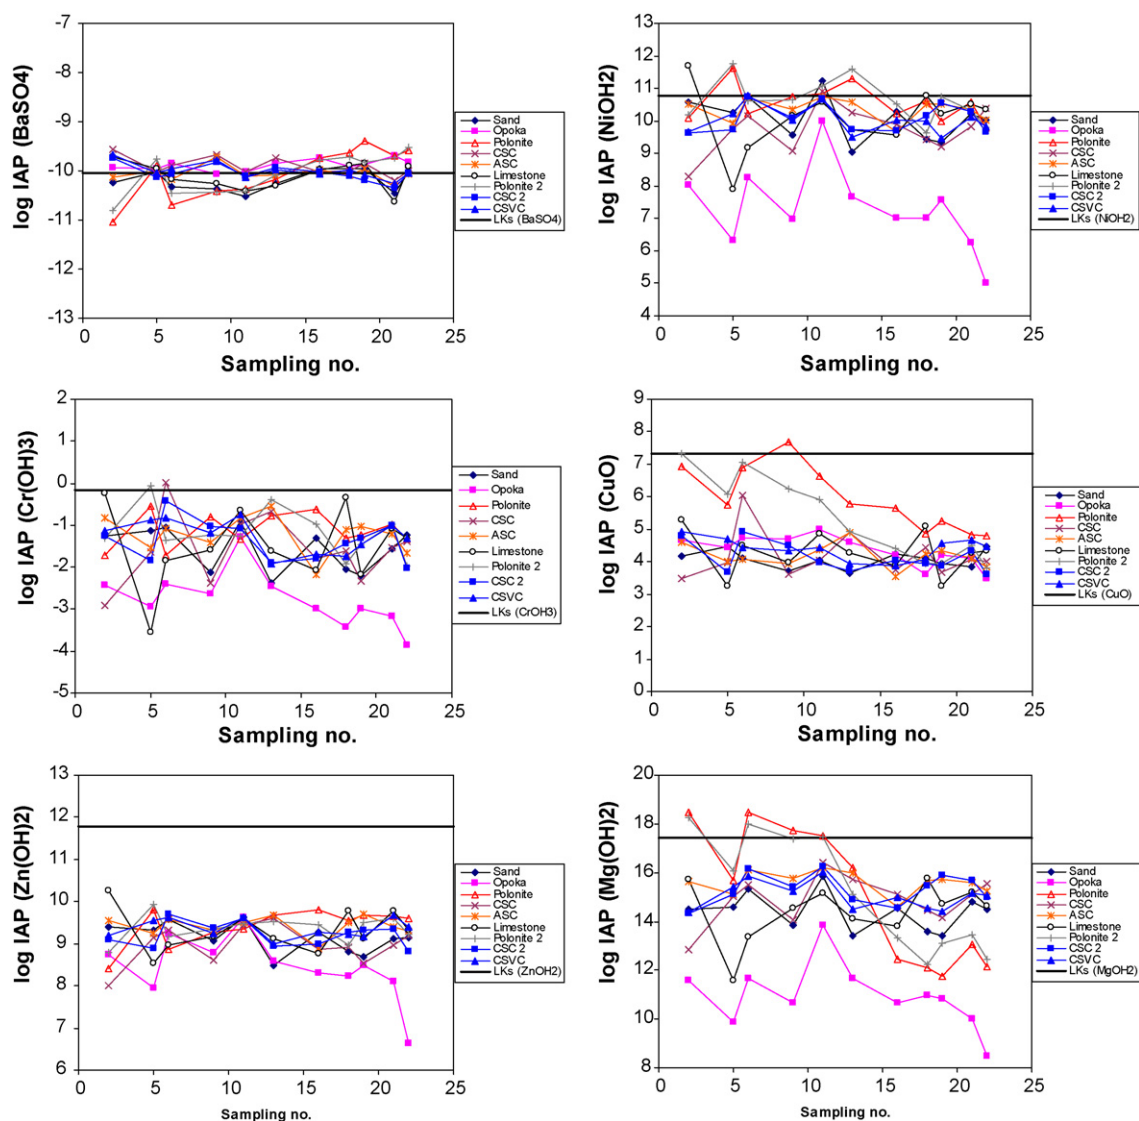 log IAP (BaSO4)
-7
-8
-9
-10
-11
-12
-13
0
5
10
15
20
25
Sampling no.
Sand
Opoka
Polonite
CSC
ASC
Limestone
Polonite 2
CSC 2
CSVC
LKs (BaSO4)
log IAP (NiOH2)
13
12
11
10
9
8
7
6
5
4
0
5
10
15
20
25
Sampling no.
Sand
Opoka
Polonite
CSC
ASC
Limestone
Polonite 2
CSC 2
CSVC
LKs (NiOH2)
log IAP (Cr(OH)3)
2
1
0
-1
-2
-3
-4
-5
0
5
10
15
20
25
Sampling no.
Sand
Opoka
Polonite
CSC
ASC
Limestone
Polonite 2
CSC 2
CSVC
LKs (CrOH3)
log IAP (CuO)
9
8
7
6
5
4
3
2
1
0
0
5
10
15
20
25
Sampling no.
Sand
Opoka
Polonite
CSC
ASC
Limestone
Polonite 2
CSC 2
CSVC
LKs (CuO)
log IAP (Zn(OH)2)
13
12
11
10
9
8
7
6
0
5
10
15
20
25
Sampling no.
Sand
Opoka
Polonite
CSC
ASC
Limestone
Polonite 2
CSC 2
CSVC
LKs (ZnOH2)
log IAP (Mg(OH)2)
20
18
16
14
12
10
8
0
5
10
15
20
25
Sampling no.
Sand
Opoka
Polonite
CSC
ASC
Limestone
Polonite 2
CSC 2
CSVC
LKs (MgOH2)